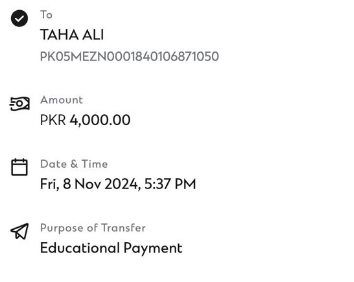 To
TAHA ALI
PK05MEZN0001840106871050
Amount
PKR 4,000.00
Date & Time
Fri, 8 Nov 2024, 5:37 PM
Purpose of Transfer
Educational Payment